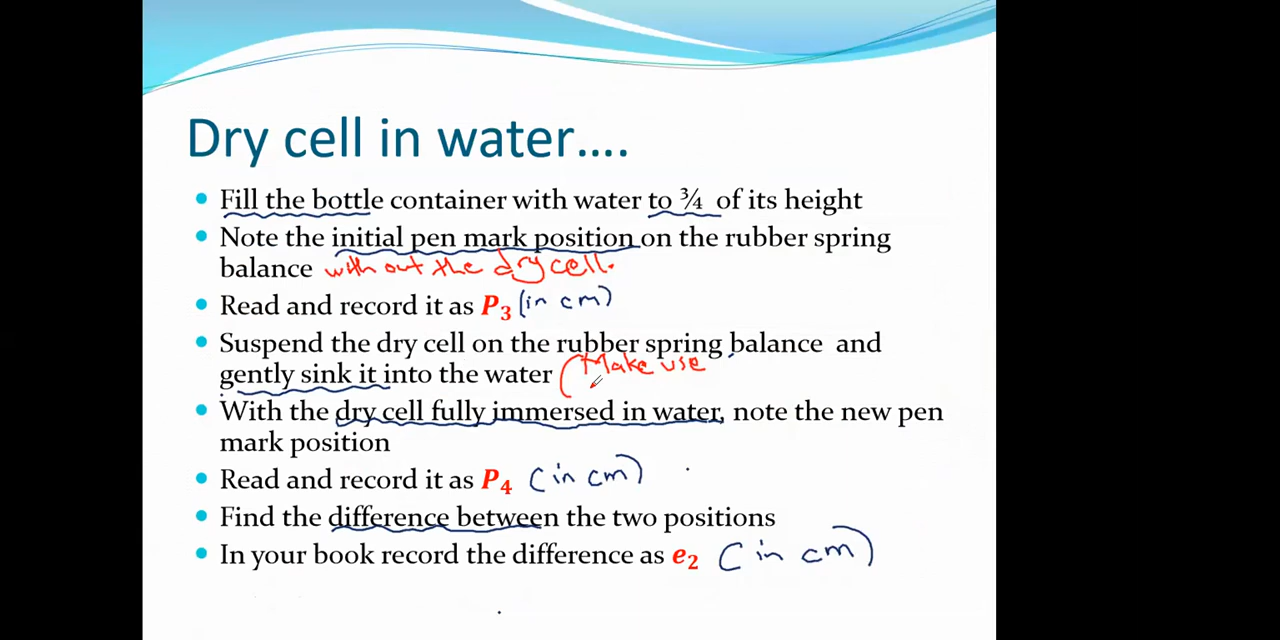 Dry cell in water....
Fill the bottle container with water to ¾ of its height
Note the initial pen mark position on the rubber spring
balance without the dry cell.
Read and record it as P3 (in cm)
Suspend the dry cell on the rubber spring balance and
gently sink it into the water (Make use
With the dry cell fully immersed in water, note the new pen
mark position
Read and record it as P4 (in cm)
Find the difference between the two positions
In your book record the difference as e2 (in cm)